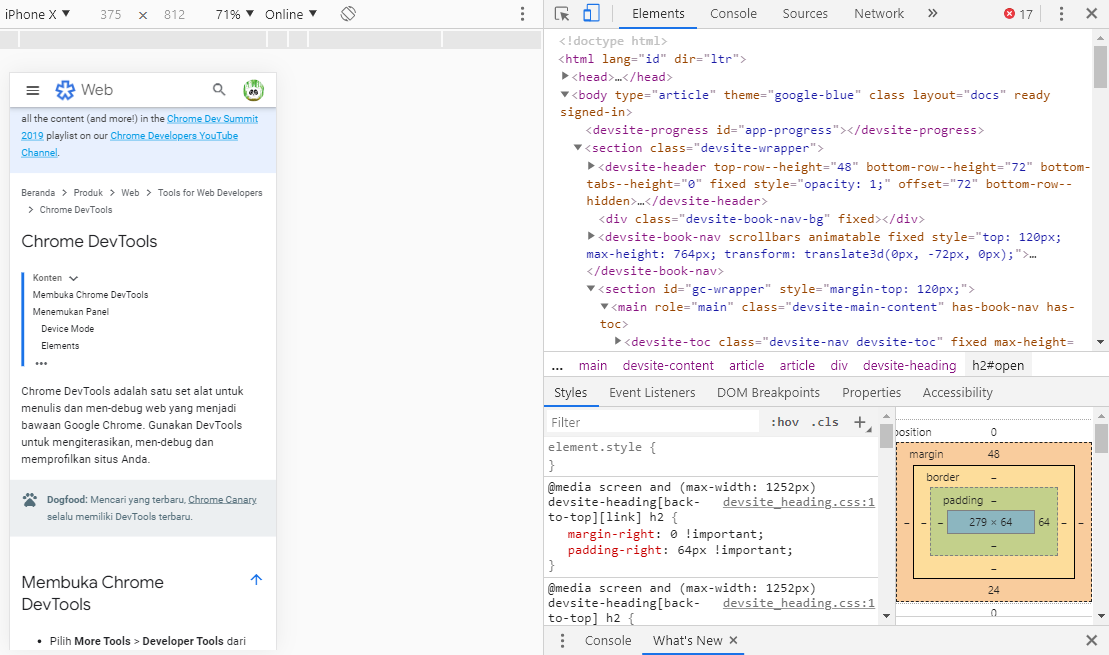 iPhone X 375 x 812 71% Online
Elements Console Sources Network » 17
Web
all the content (and more!) in the Chrome Dev Summit
2019 playlist on our Chrome Developers YouTube
Channel.
Beranda > Produk > Web > Tools for Web Developers
> Chrome DevTools
Chrome DevTools
Konten
Membuka Chrome DevTools
Menemukan Panel
Device Mode
Elements
•••
Chrome DevTools adalah satu set alat untuk
menulis dan men-debug web yang menjadi
bawaan Google Chrome. Gunakan DevTools
untuk mengiterasikan, men-debug dan
memprofilkan situs Anda.
Dogfood: Mencari yang terbaru, Chrome Canary
selalu memiliki DevTools terbaru.
Membuka Chrome
DevTools
• Pilih More Tools > Developer Tools dari
<!doctype html>
<html lang="id" dir="ltr">
<head>…</head>
<body type="article" theme="google-blue" class layout="docs" ready
signed-in>
<devsite-progress id="app-progress"></devsite-progress>
<section class="devsite-wrapper">
<devsite-header top-row--height="48" bottom-row--height="72" bottom-
tabs--height="0" fixed style="opacity: 1;" offset="72" bottom-row--
hidden>…</devsite-header>
<div class="devsite-book-nav-bg" fixed></div>
<devsite-book-nav scrollbars animatable fixed style="top: 120px;
max-height: 764px; transform: translate3d(0px, -72px, 0px);">…
</devsite-book-nav>
<section id="gc-wrapper" style="margin-top: 120px;">
<main role="main" class="devsite-main-content" has-book-nav has-
toc>
<devsite-toc class="devsite-nav devsite-toc" fixed max-height=
... main devsite-content article article div devsite-heading h2#open
Styles Event Listeners DOM Breakpoints Properties Accessibility
Filter :hov .cls +
element.style {
}
@media screen and (max-width: 1252px)
devsite-heading[back- devsite_heading.css:1
to-top][link] h2 {
margin-right: 0 !important;
padding-right: 64px !important;
}
@media screen and (max-width: 1252px)
devsite-heading[back- devsite_heading.css:1
to-top] h2 {
position 0
margin 48
border –
padding –
– – – 279 × 64 64 – –
–
–
24
0
Console What's New ×